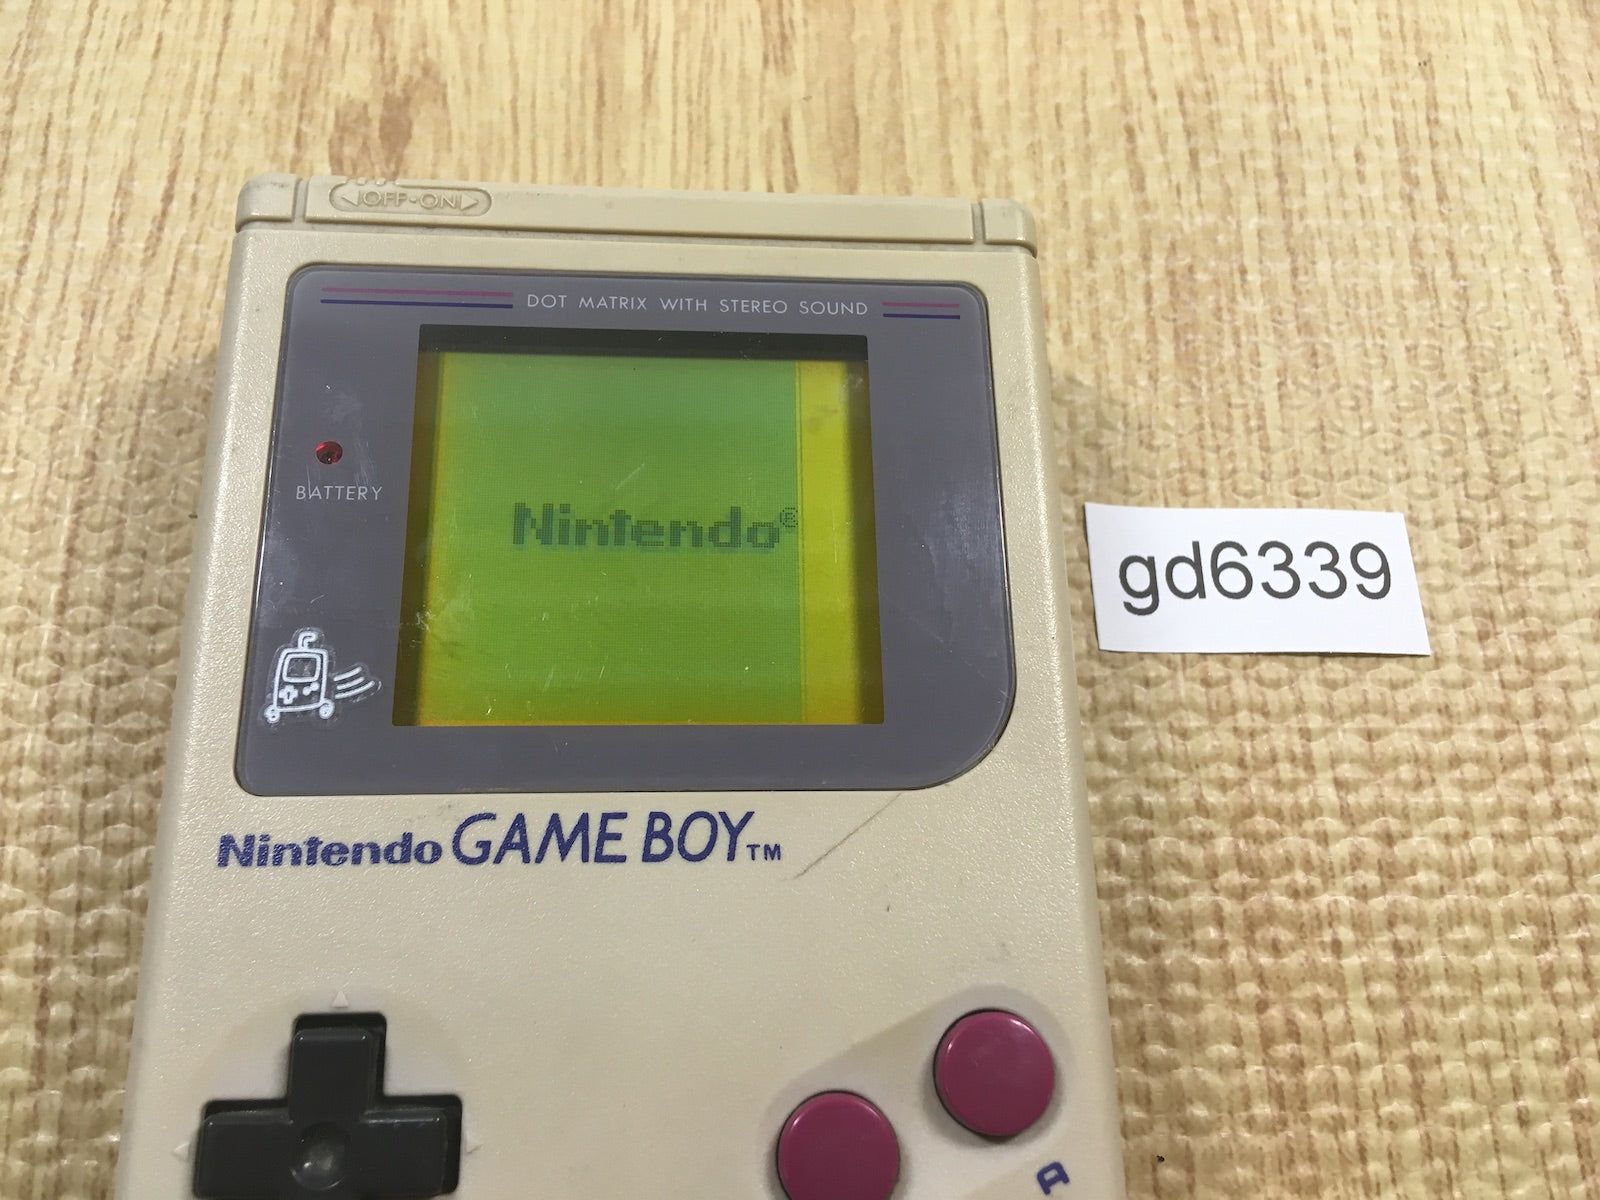 OFF•ON
DOT MATRIX WITH STEREO SOUND
BATTERY
Nintendo®
gd6339
Nintendo GAME BOY™
A